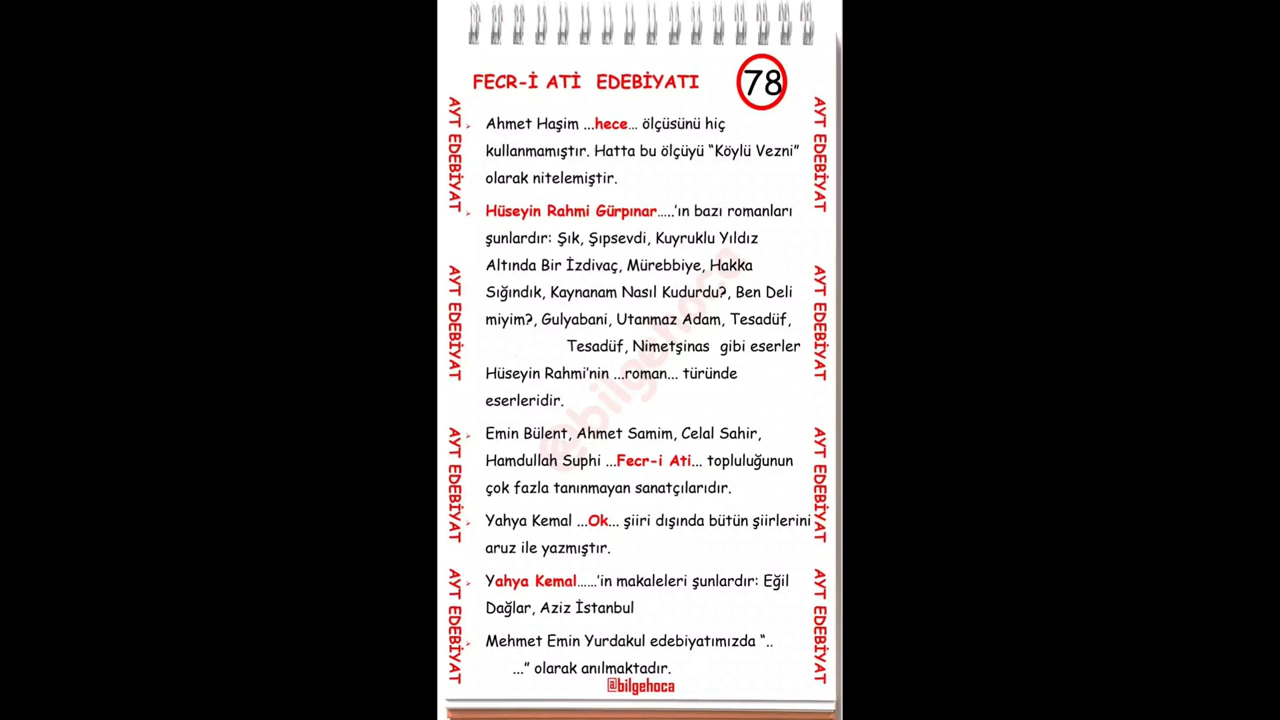 FECR-İ ATİ EDEBİYATI
78
Ahmet Haşim ...hece... ölçüsünü hiç
kullanmamıştır. Hatta bu ölçüyü “Köylü Vezni”
olarak nitelemiştir.
Hüseyin Rahmi Gürpınar.....’ın bazı romanları
şunlardır: Şık, Şıpsevdi, Kuyruklu Yıldız
Altında Bir İzdivaç, Mürebbiye, Hakka
Sığındık, Kaynanam Nasıl Kudurdu?, Ben Deli
miyim?, Gulyabani, Utanmaz Adam, Tesadüf,
Tesadüf, Nimetşinas gibi eserler
Hüseyin Rahmi’nin ...roman... türünde
eserleridir.
Emin Bülent, Ahmet Samim, Celal Sahir,
Hamdullah Suphi ...Fecr-i Ati... topluluğunun
çok fazla tanınmayan sanatçılarıdır.
Yahya Kemal ...Ok... şiiri dışında bütün şiirlerini
aruz ile yazmıştır.
Yahya Kemal......’in makaleleri şunlardır: Eğil
Dağlar, Aziz İstanbul
Mehmet Emin Yurdakul edebiyatımızda “..
...” olarak anılmaktadır.
@bilgehoca
AYT EDEBİYAT
AYT EDEBİYAT
AYT EDEBİYAT
AYT EDEBİYAT
AYT EDEBİYAT
AYT EDEBİYAT
AYT EDEBİYAT
AYT EDEBİYAT
@bilgehoca